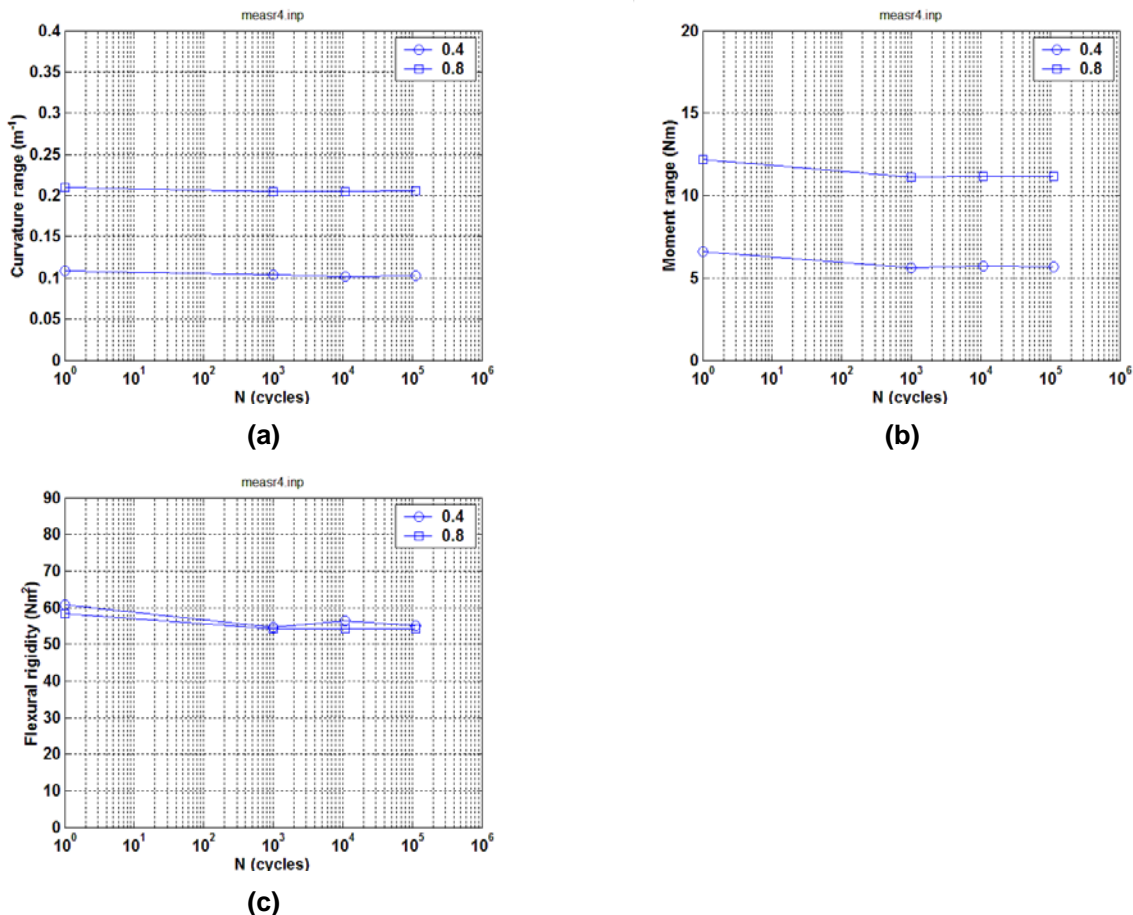 measr4.inp
0.4
0.35
0.3
0.25
0.2
0.15
0.1
0.05
0
Curvature range (m⁻¹)
0.4
0.8
10⁰ 10¹ 10² 10³ 10⁴ 10⁵ 10⁶
N (cycles)
(a)
measr4.inp
20
15
10
5
0
Moment range (Nm)
0.4
0.8
10⁰ 10¹ 10² 10³ 10⁴ 10⁵ 10⁶
N (cycles)
(b)
measr4.inp
90
80
70
60
50
40
30
20
10
0
Flexural rigidity (Nm²)
0.4
0.8
10⁰ 10¹ 10² 10³ 10⁴ 10⁵ 10⁶
N (cycles)
(c)